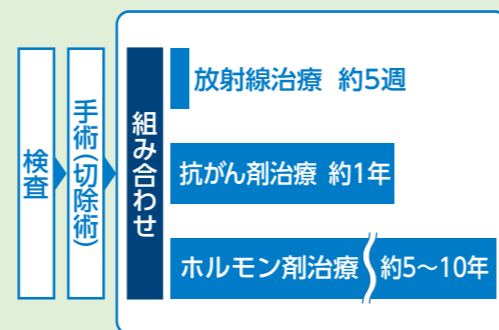 検査
手術(切除術)
組み合わせ
放射線治療 約5週
抗がん剤治療 約1年
ホルモン剤治療 約5〜10年